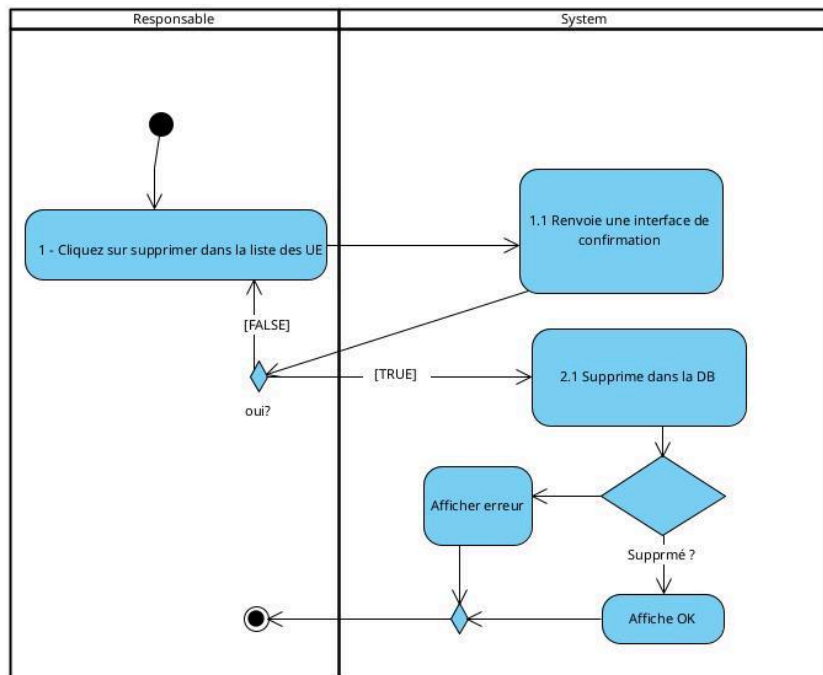 Responsable
System
1 - Cliquez sur supprimer dans la liste des UE
1.1 Renvoie une interface de
confirmation
[FALSE]
[TRUE]
oui?
2.1 Supprime dans la DB
Afficher erreur
Supprmé ?
Affiche OK